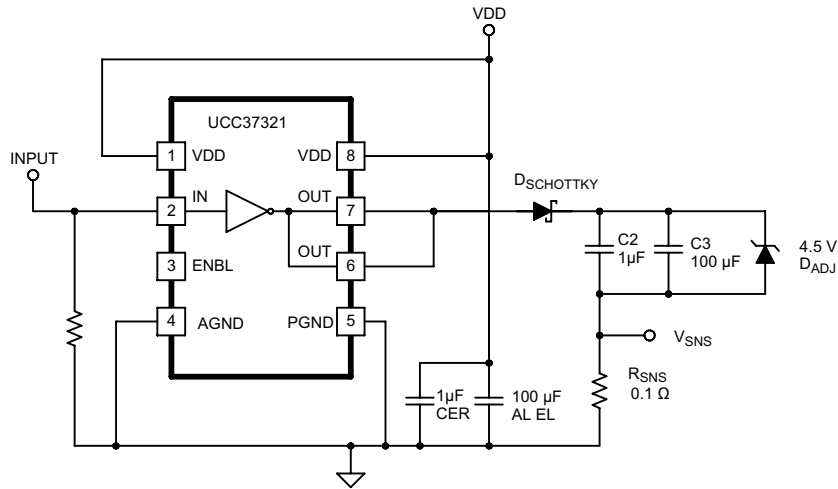 VDD
UCC37321
INPUT
1 VDD VDD 8
DSCHOTTKY
2 IN OUT 7
C2
1µF
C3
100 µF
4.5 V
DADJ
3 ENBL OUT 6
4 AGND PGND 5
VSNS
1µF
CER
100 µF
AL EL
RSNS
0.1 Ω